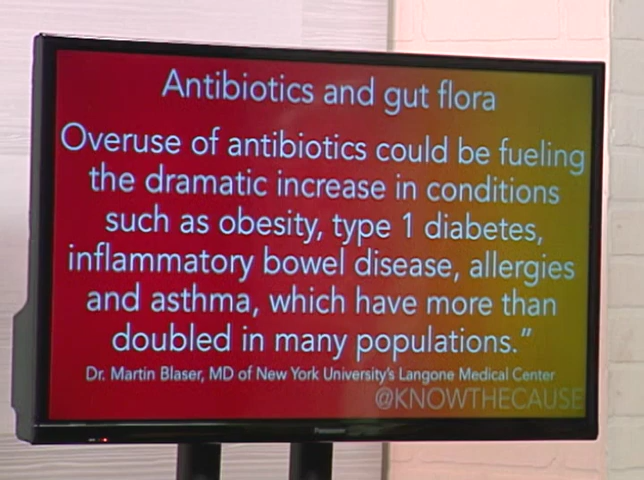 Antibiotics and gut flora
Overuse of antibiotics could be fueling
the dramatic increase in conditions
such as obesity, type 1 diabetes,
inflammatory bowel disease, allergies
and asthma, which have more than
doubled in many populations.”
Dr. Martin Blaser, MD of New York University's Langone Medical Center
@KNOWTHECAUSE
Panasonic